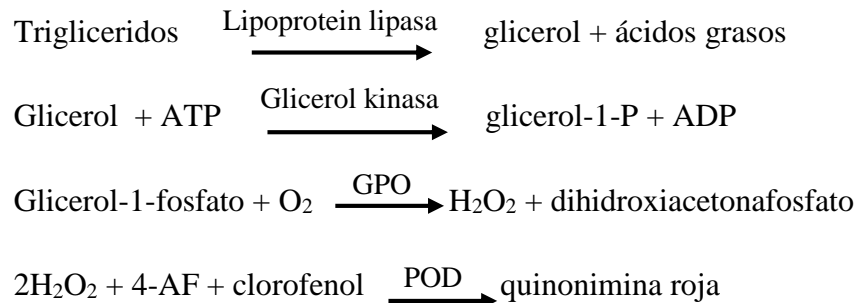 Trigliceridos Lipoprotein lipasa glicerol + ácidos grasos
Glicerol + ATP Glicerol kinasa glicerol-1-P + ADP
Glicerol-1-fosfato + O₂ GPO H₂O₂ + dihidroxiacetonafosfato
2H₂O₂ + 4-AF + clorofenol POD quinonimina roja